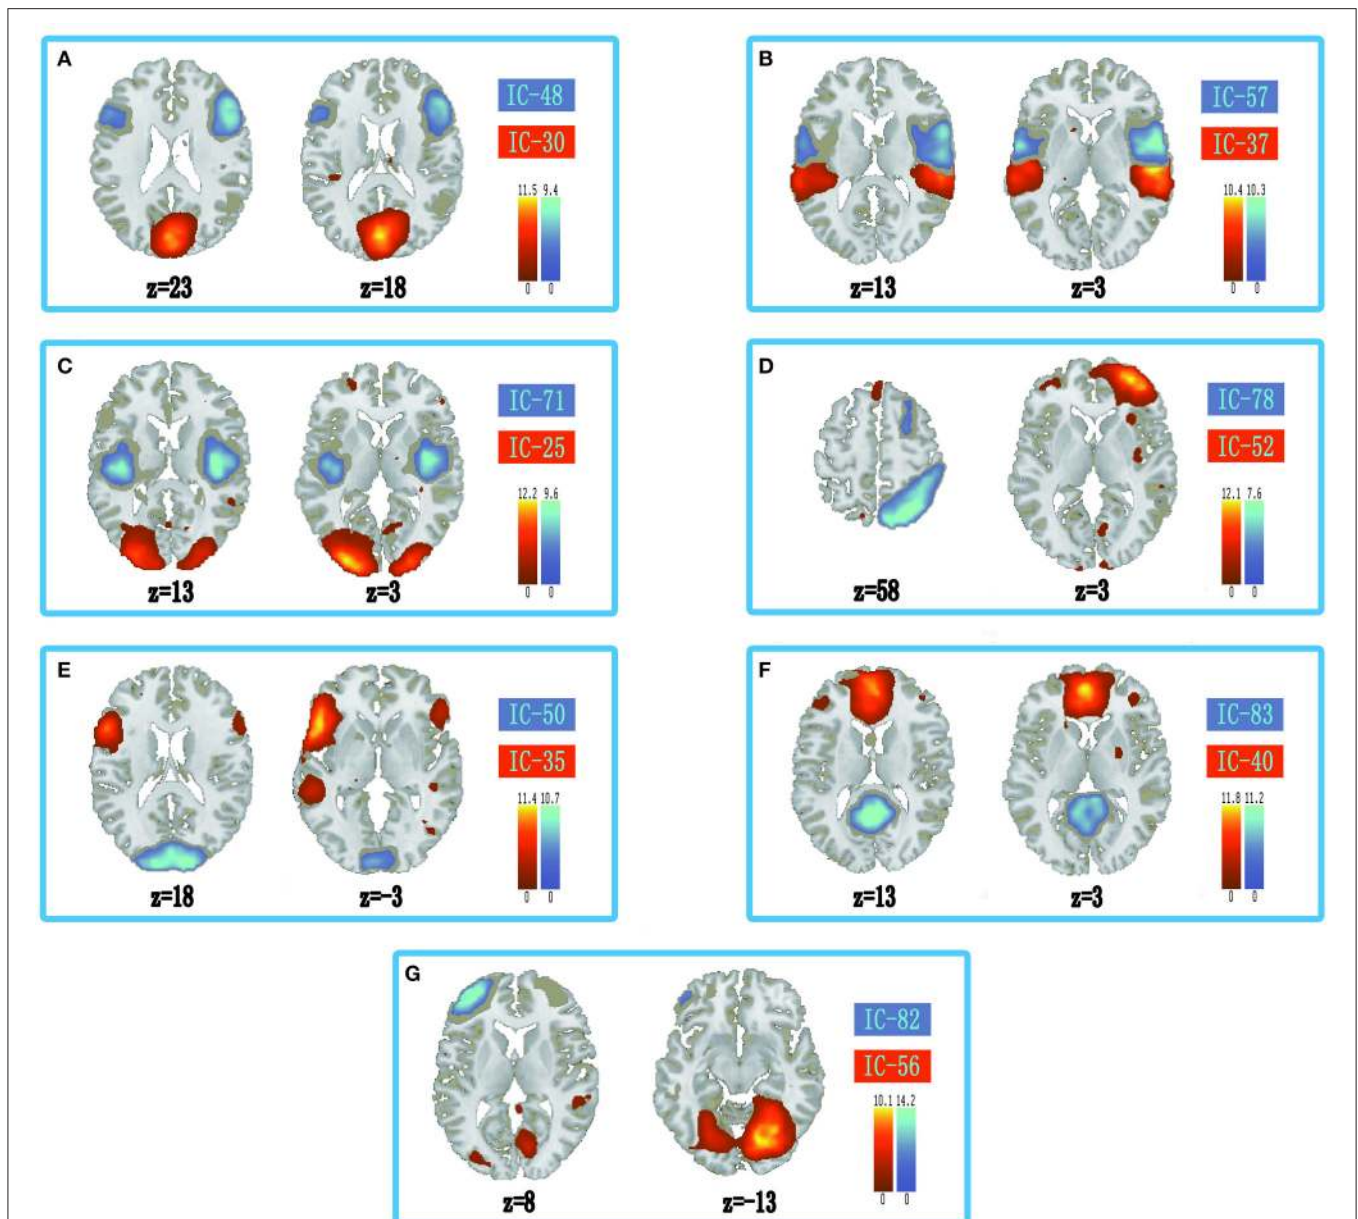 A
IC-48
IC-30
11.5 9.4
0 0
z=23 z=18
B
IC-57
IC-37
10.4 10.3
0 0
z=13 z=3
C
IC-71
IC-25
12.2 9.6
0 0
z=13 z=3
D
IC-78
IC-52
12.1 7.6
0 0
z=58 z=3
E
IC-50
IC-35
11.4 10.7
0 0
z=18 z=-3
F
IC-83
IC-40
11.8 11.2
0 0
z=13 z=3
G
IC-82
IC-56
10.1 14.2
0 0
z=8 z=-13